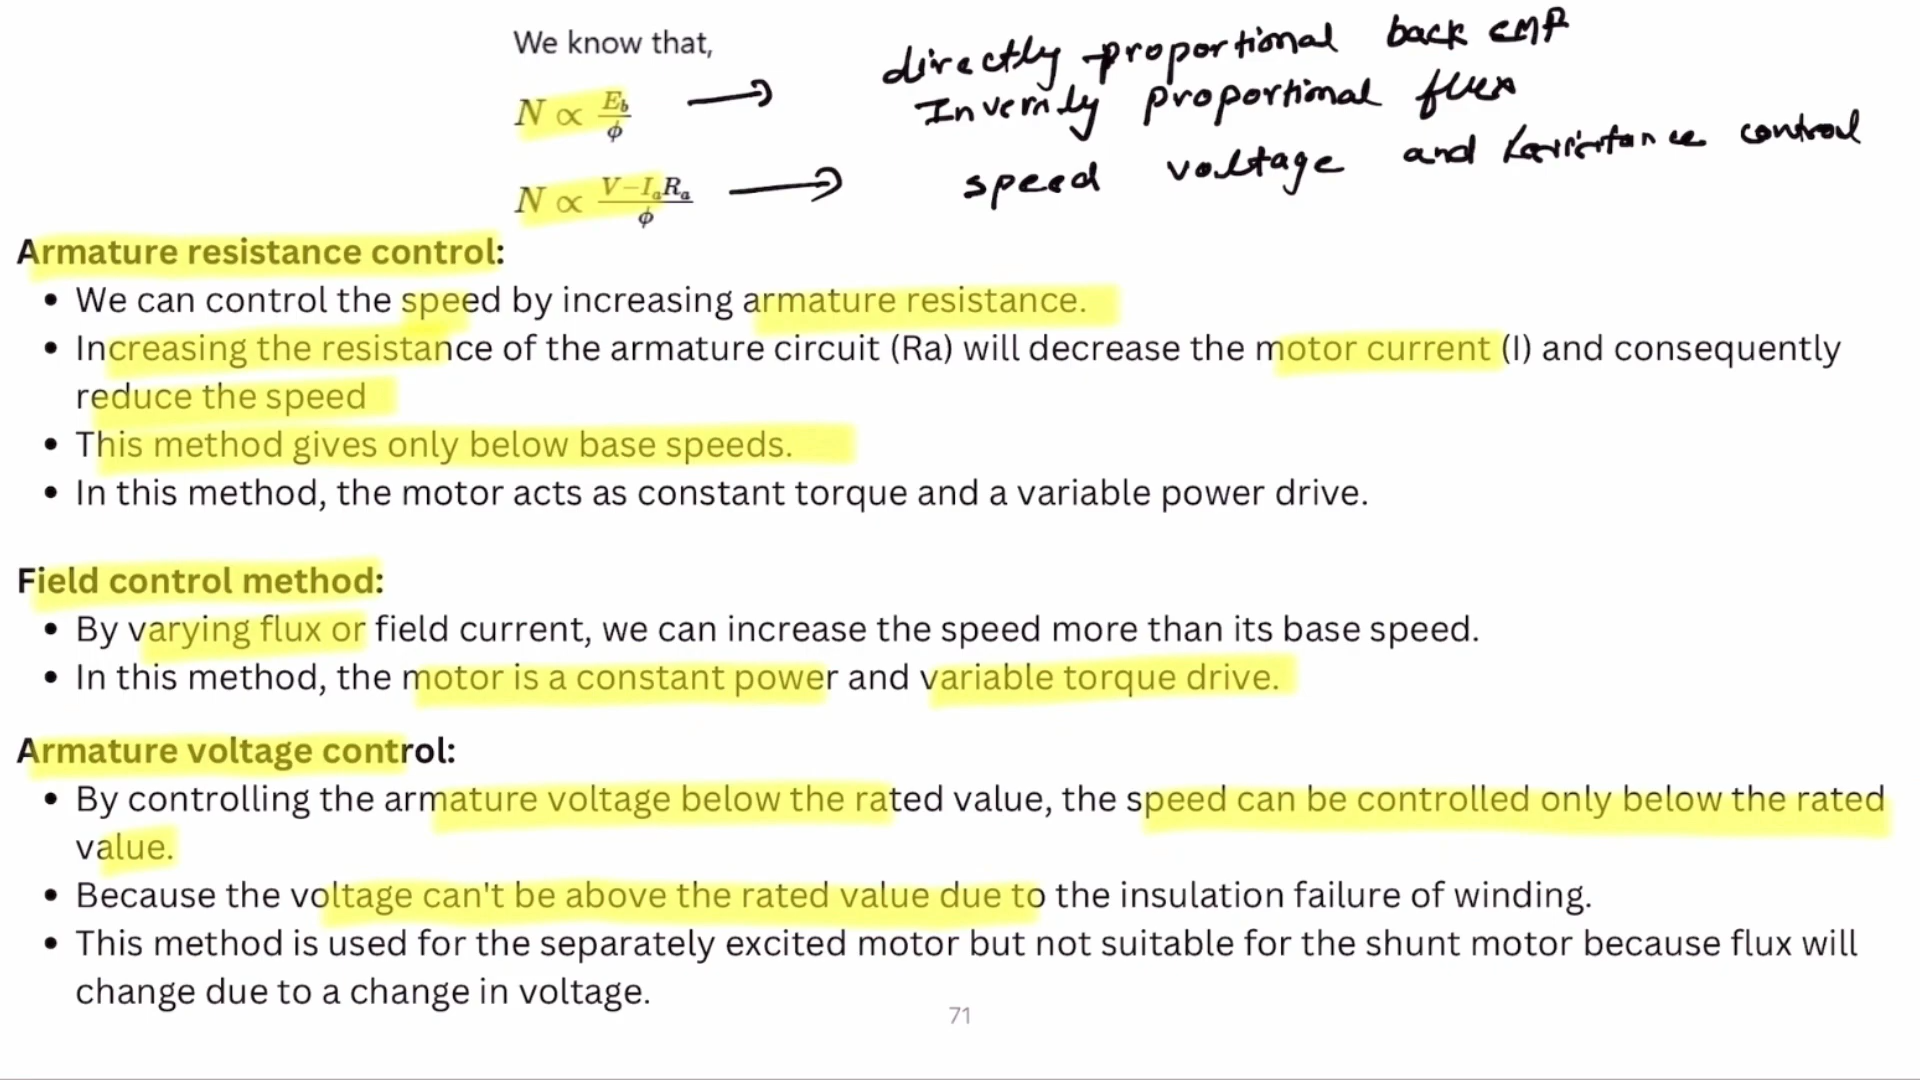 We know that,
directly proportional back EMF
N ∝ E_b/ϕ
Inversly proportional flux
N ∝ (V−I_aR_a)/ϕ
speed voltage and control
Armature resistance control:
• We can control the speed by increasing armature resistance.
• Increasing the resistance of the armature circuit (Ra) will decrease the motor current (I) and consequently
reduce the speed
• This method gives only below base speeds.
• In this method, the motor acts as constant torque and a variable power drive.
Field control method:
• By varying flux or field current, we can increase the speed more than its base speed.
• In this method, the motor is a constant power and variable torque drive.
Armature voltage control:
• By controlling the armature voltage below the rated value, the speed can be controlled only below the rated
value.
• Because the voltage can't be above the rated value due to the insulation failure of winding.
• This method is used for the separately excited motor but not suitable for the shunt motor because flux will
change due to a change in voltage.
71